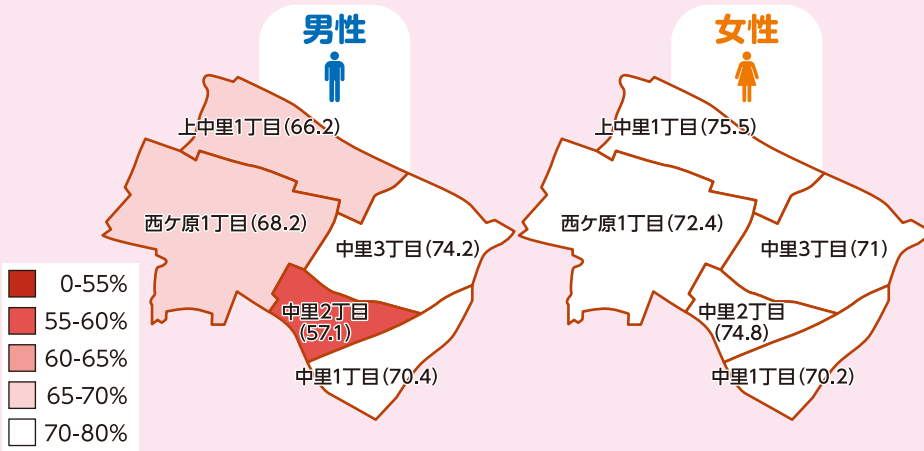 男性
上中里1丁目(66.2)
西ケ原1丁目(68.2)
中里3丁目(74.2)
中里2丁目
(57.1)
中里1丁目(70.4)
女性
上中里1丁目(75.5)
西ケ原1丁目(72.4)
中里3丁目(71)
中里2丁目
(74.8)
中里1丁目(70.2)
0-55%
55-60%
60-65%
65-70%
70-80%